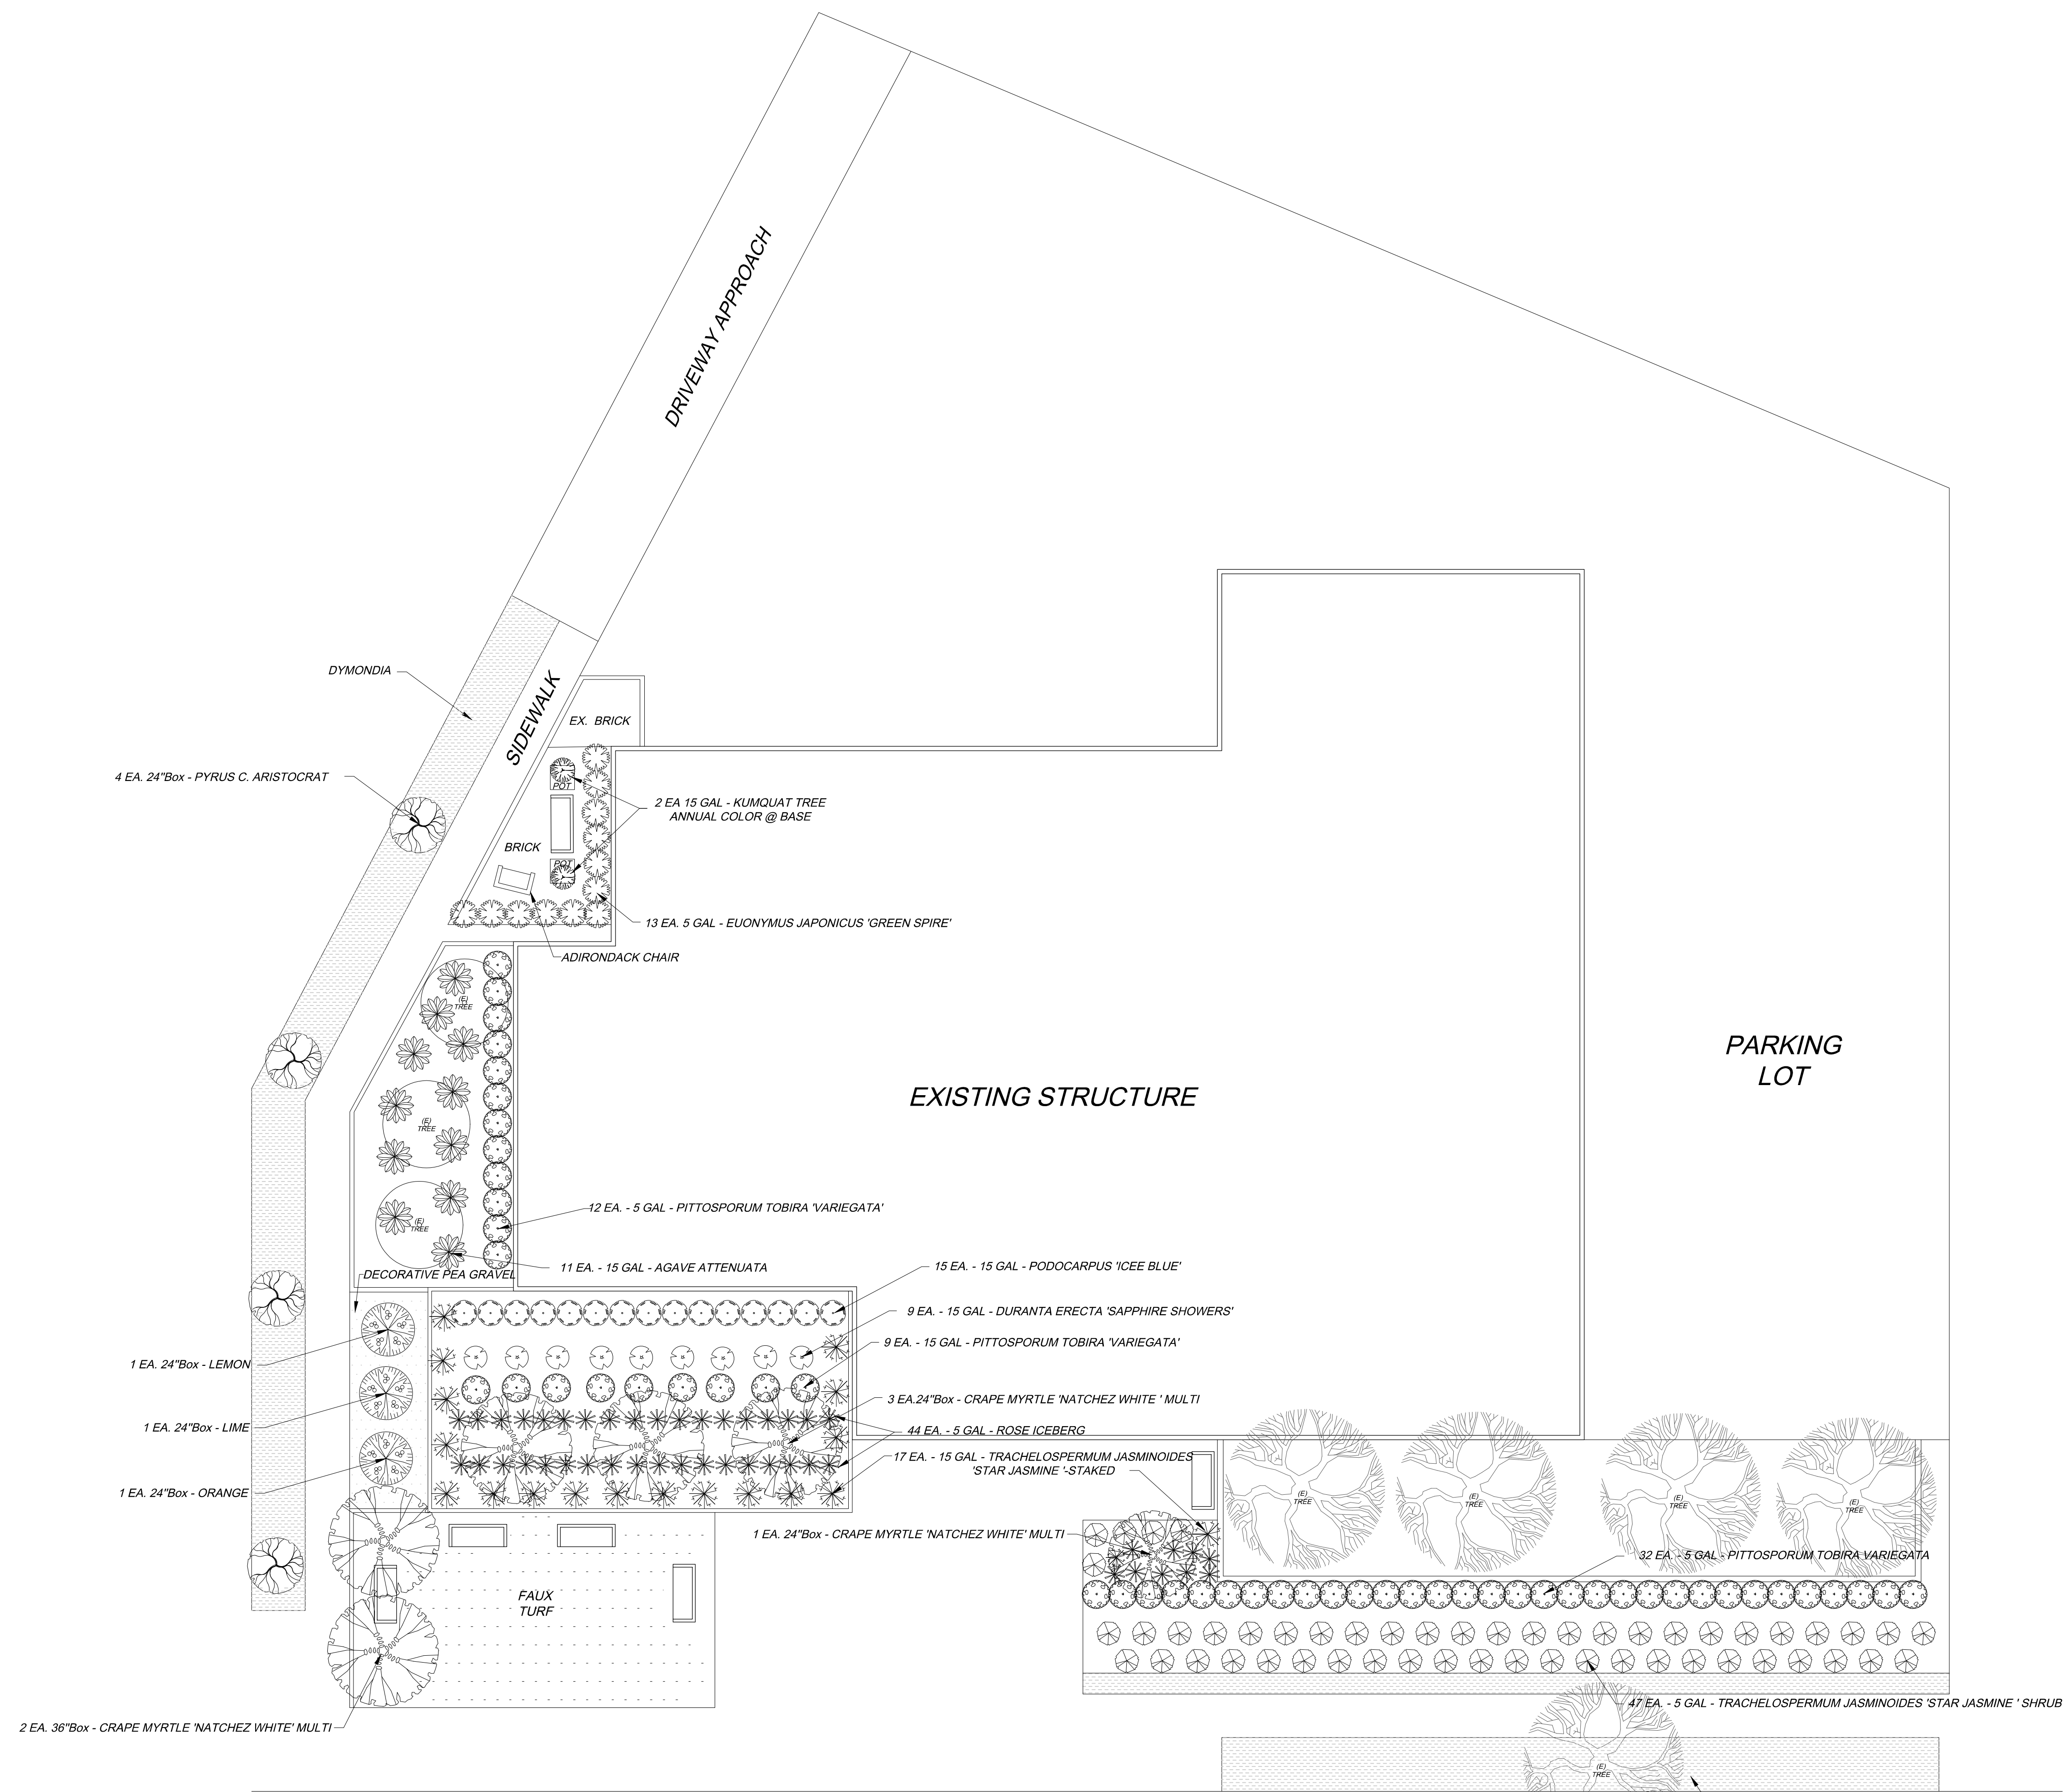 DRIVEWAY APPROACH
DYMONDIA
SIDEWALK
EX. BRICK
4 EA. 24"Box - PYRUS C. ARISTOCRAT
POT
2 EA 15 GAL - KUMQUAT TREE
ANNUAL COLOR @ BASE
BRICK
POT
13 EA. 5 GAL - EUONYMUS JAPONICUS 'GREEN SPIRE'
ADIRONDACK CHAIR
(E)
TREE
PARKING
LOT
EXISTING STRUCTURE
(E)
TREE
12 EA. - 5 GAL - PITTOSPORUM TOBIRA 'VARIEGATA'
(E)
TREE
11 EA. - 15 GAL - AGAVE ATTENUATA
DECORATIVE PEA GRAVEL
15 EA. - 15 GAL - PODOCARPUS 'ICEE BLUE'
9 EA. - 15 GAL - DURANTA ERECTA 'SAPPHIRE SHOWERS'
9 EA. - 15 GAL - PITTOSPORUM TOBIRA 'VARIEGATA'
1 EA. 24"Box - LEMON
3 EA.24"Box - CRAPE MYRTLE 'NATCHEZ WHITE ' MULTI
1 EA. 24"Box - LIME
44 EA. - 5 GAL - ROSE ICEBERG
17 EA. - 15 GAL - TRACHELOSPERMUM JASMINOIDES
'STAR JASMINE '-STAKED
1 EA. 24"Box - ORANGE
(E)
TREE
(E)
TREE
(E)
TREE
(E)
TREE
1 EA. 24"Box - CRAPE MYRTLE 'NATCHEZ WHITE' MULTI
32 EA. - 5 GAL - PITTOSPORUM TOBIRA VARIEGATA
FAUX
TURF
47 EA. - 5 GAL - TRACHELOSPERMUM JASMINOIDES 'STAR JASMINE ' SHRUB
2 EA. 36"Box - CRAPE MYRTLE 'NATCHEZ WHITE' MULTI
(E)
TREE